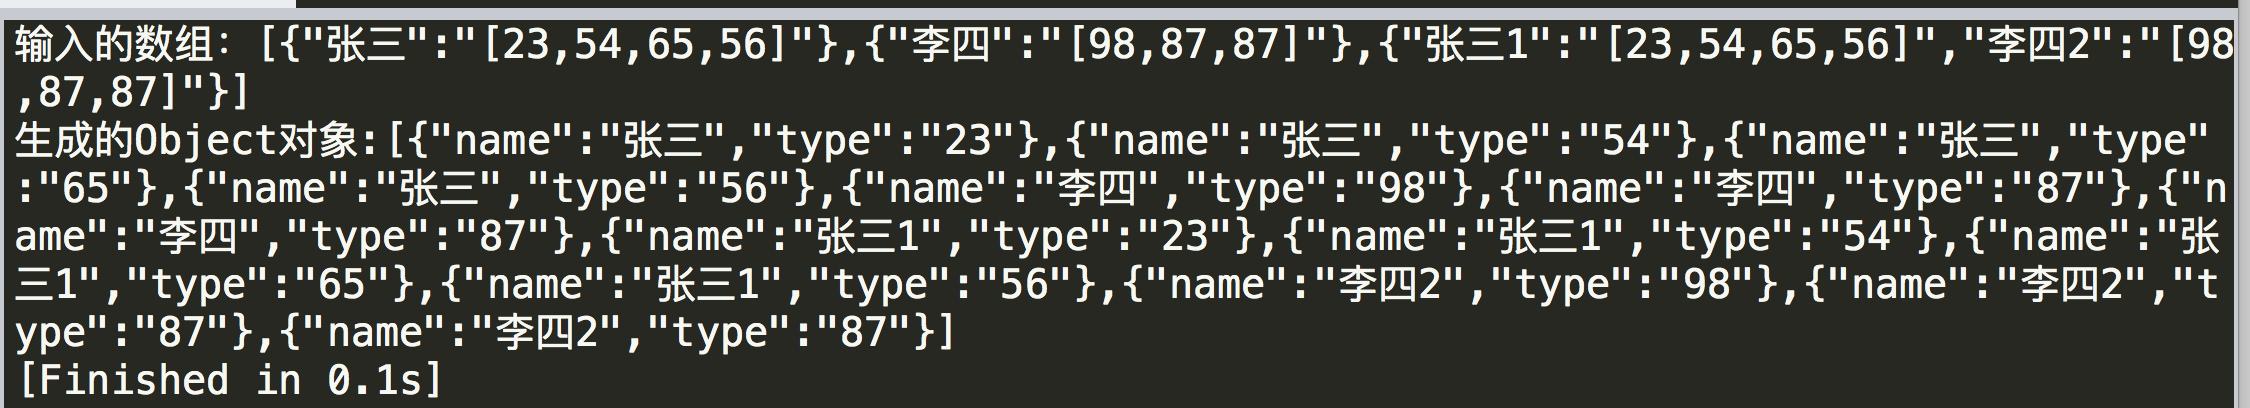 输入的数组：[{"张三":"[23,54,65,56]"},{"李四":"[98,87,87]"},{"张三1":"[23,54,65,56]","李四2":"[98
,87,87]"}]
生成的Object对象:[{"name":"张三","type":"23"},{"name":"张三","type":"54"},{"name":"张三","type"
:"65"},{"name":"张三","type":"56"},{"name":"李四","type":"98"},{"name":"李四","type":"87"},{"n
ame":"李四","type":"87"},{"name":"张三1","type":"23"},{"name":"张三1","type":"54"},{"name":"张
三1","type":"65"},{"name":"张三1","type":"56"},{"name":"李四2","type":"98"},{"name":"李四2","t
ype":"87"},{"name":"李四2","type":"87"}]
[Finished in 0.1s]